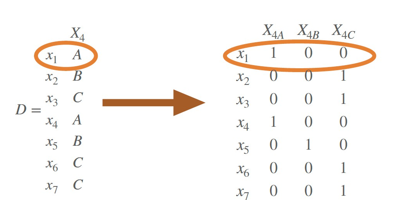 X₄ X₄A X₄B X₄C
x₁ A x₁ 1 0 0
x₂ B x₂ 0 0 1
x₃ C x₃ 0 0 1
D = x₄ A x₄ 1 0 0
x₅ B x₅ 0 1 0
x₆ C x₆ 0 0 1
x₇ C x₇ 0 0 1